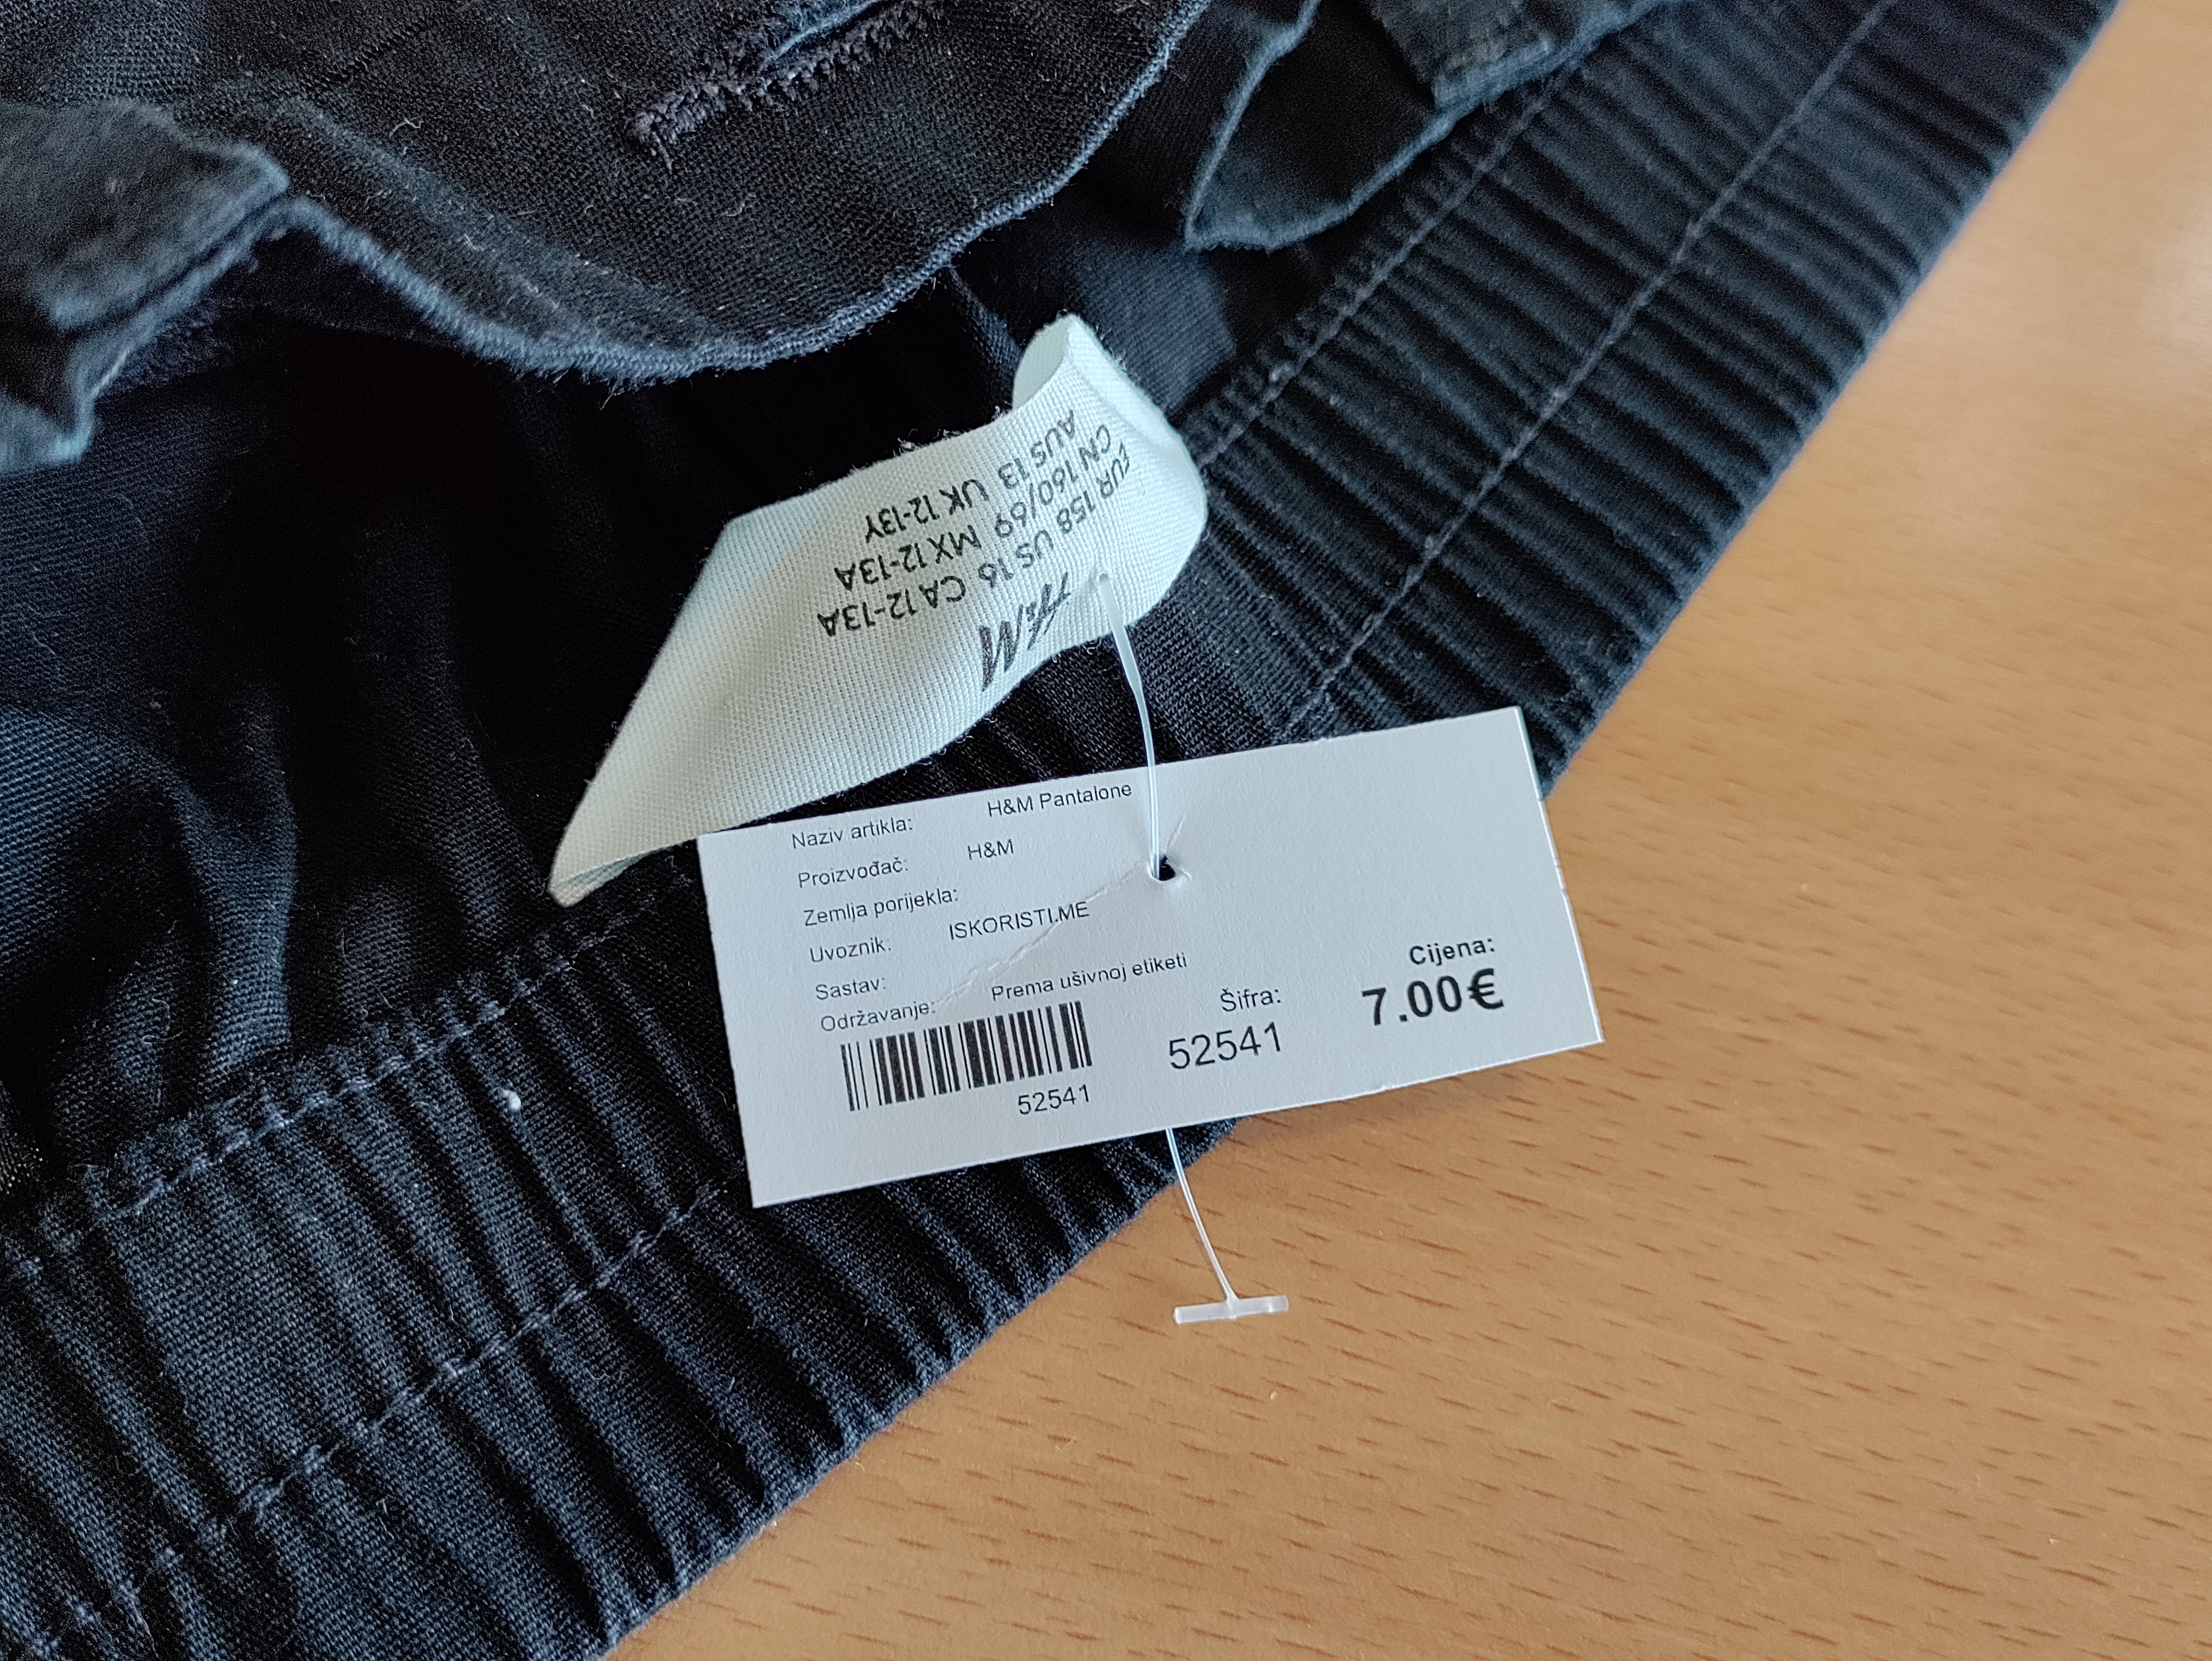 H&M
EUR 158 US 16 CA 12-13A
CN 160/69 MX 12-13A
AUS 13 UK 12-13Y
Naziv artikla: H&M Pantalone
Proizvođač: H&M
Zemlja porijekla:
Uvoznik: ISKORISTI.ME
Sastav:
Održavanje: Prema ušivnoj etiketi
52541
Šifra:
52541
Cijena:
7.00€